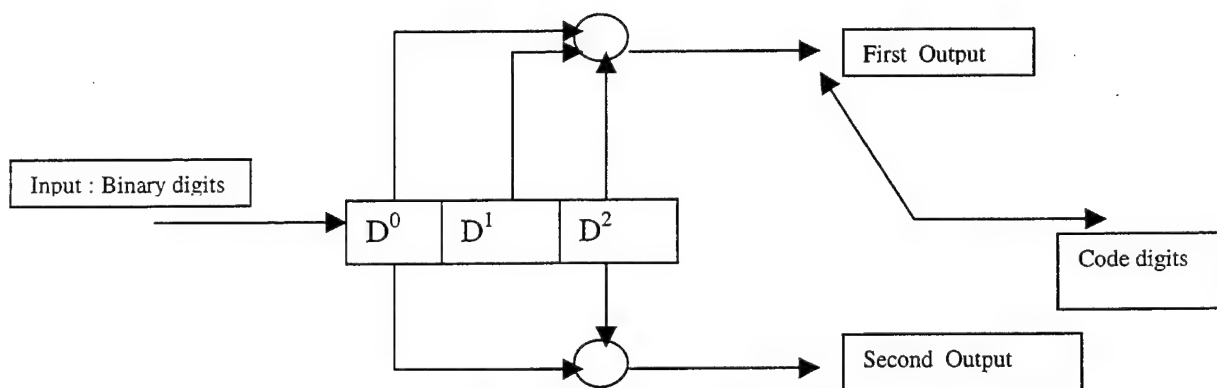 First Output
Input : Binary digits
D⁰ D¹ D²
Code digits
Second Output